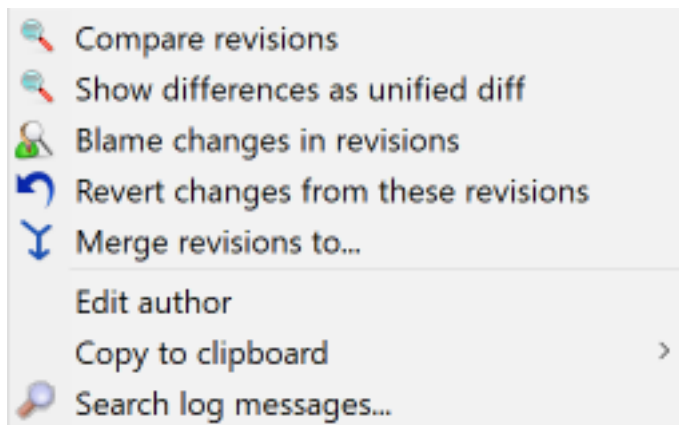 Compare revisions
Show differences as unified diff
Blame changes in revisions
Revert changes from these revisions
Merge revisions to...
Edit author
Copy to clipboard
Search log messages...